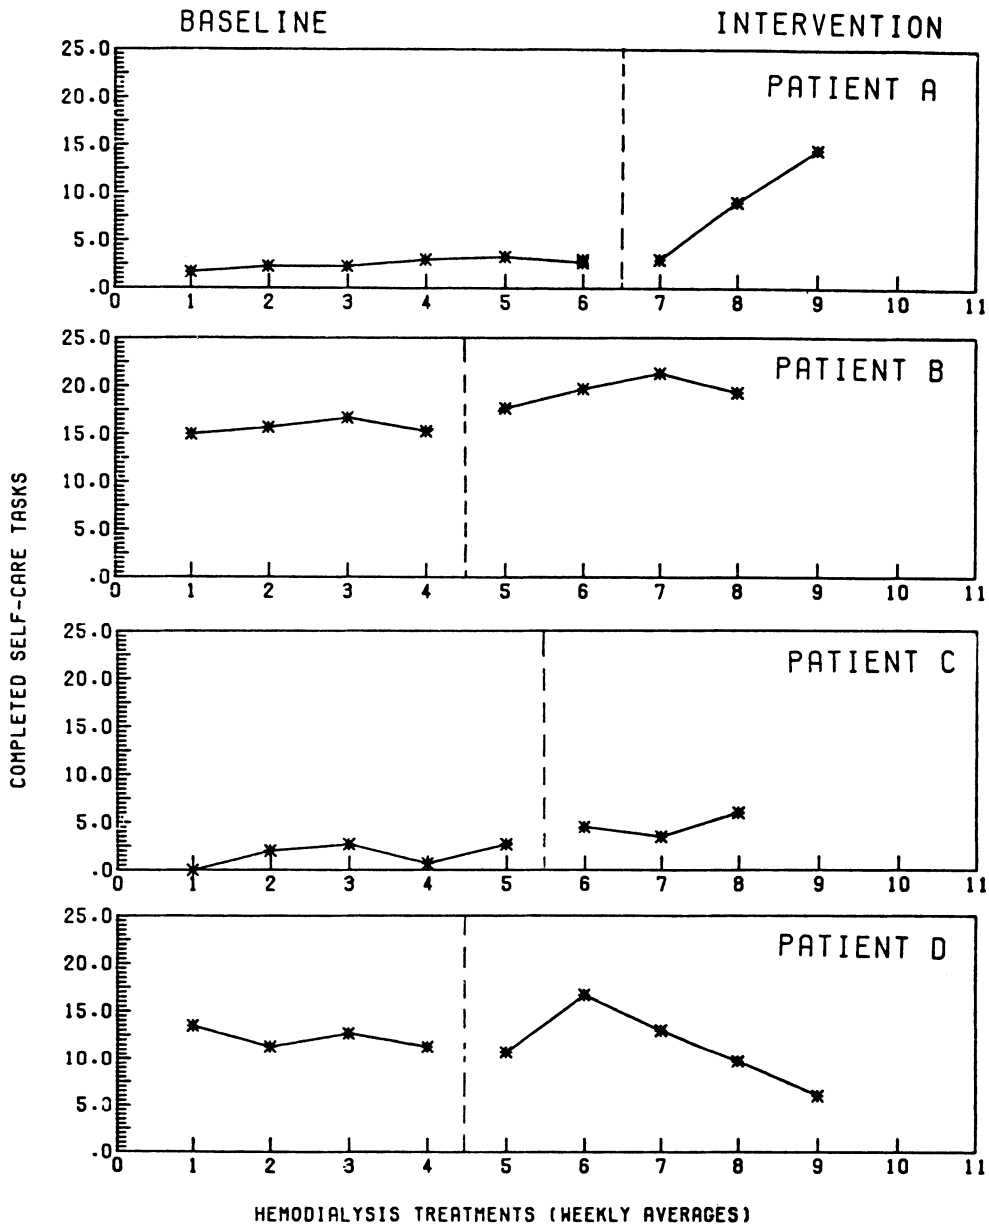 BASELINE INTERVENTION
25.0
PATIENT A
20.0
15.0
10.0
5.0
.0
0 1 2 3 4 5 6 7 8 9 10 11
25.0
PATIENT B
20.0
15.0
10.0
5.0
.0
0 1 2 3 4 5 6 7 8 9 10 11
COMPLETED SELF-CARE TASKS
25.0
PATIENT C
20.0
15.0
10.0
5.0
.0
0 1 2 3 4 5 6 7 8 9 10 11
25.0
PATIENT D
20.0
15.0
10.0
5.0
.0
0 1 2 3 4 5 6 7 8 9 10 11
HEMODIALYSIS TREATMENTS (WEEKLY AVERAGES)